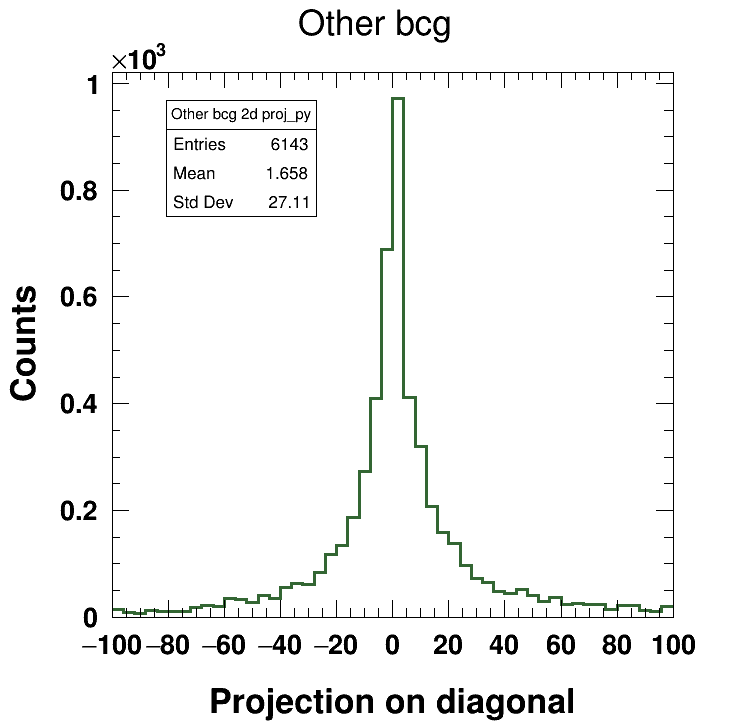 Other bcg
×10³
Other bcg 2d proj_py
Entries 6143
Mean 1.658
Std Dev 27.11
1
0.8
0.6
0.4
0.2
0
Counts
−100 −80 −60 −40 −20 0 20 40 60 80 100
Projection on diagonal